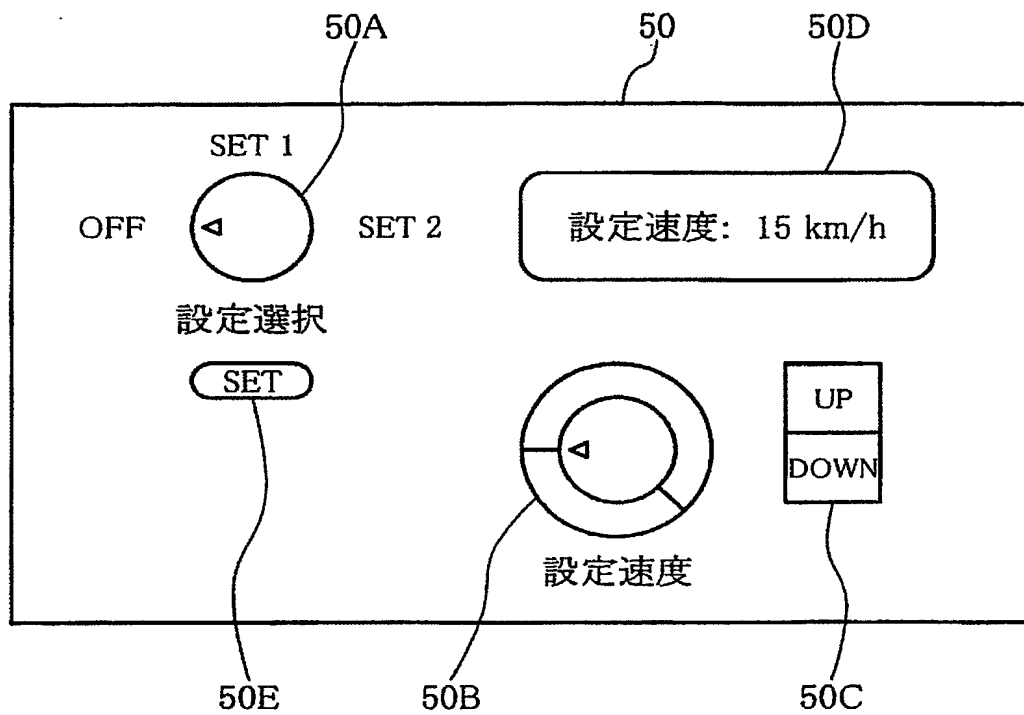 50A
50
50D
SET 1
OFF
SET 2
設定速度: 15 km/h
設定選択
SET
UP
DOWN
設定速度
50E
50B
50C